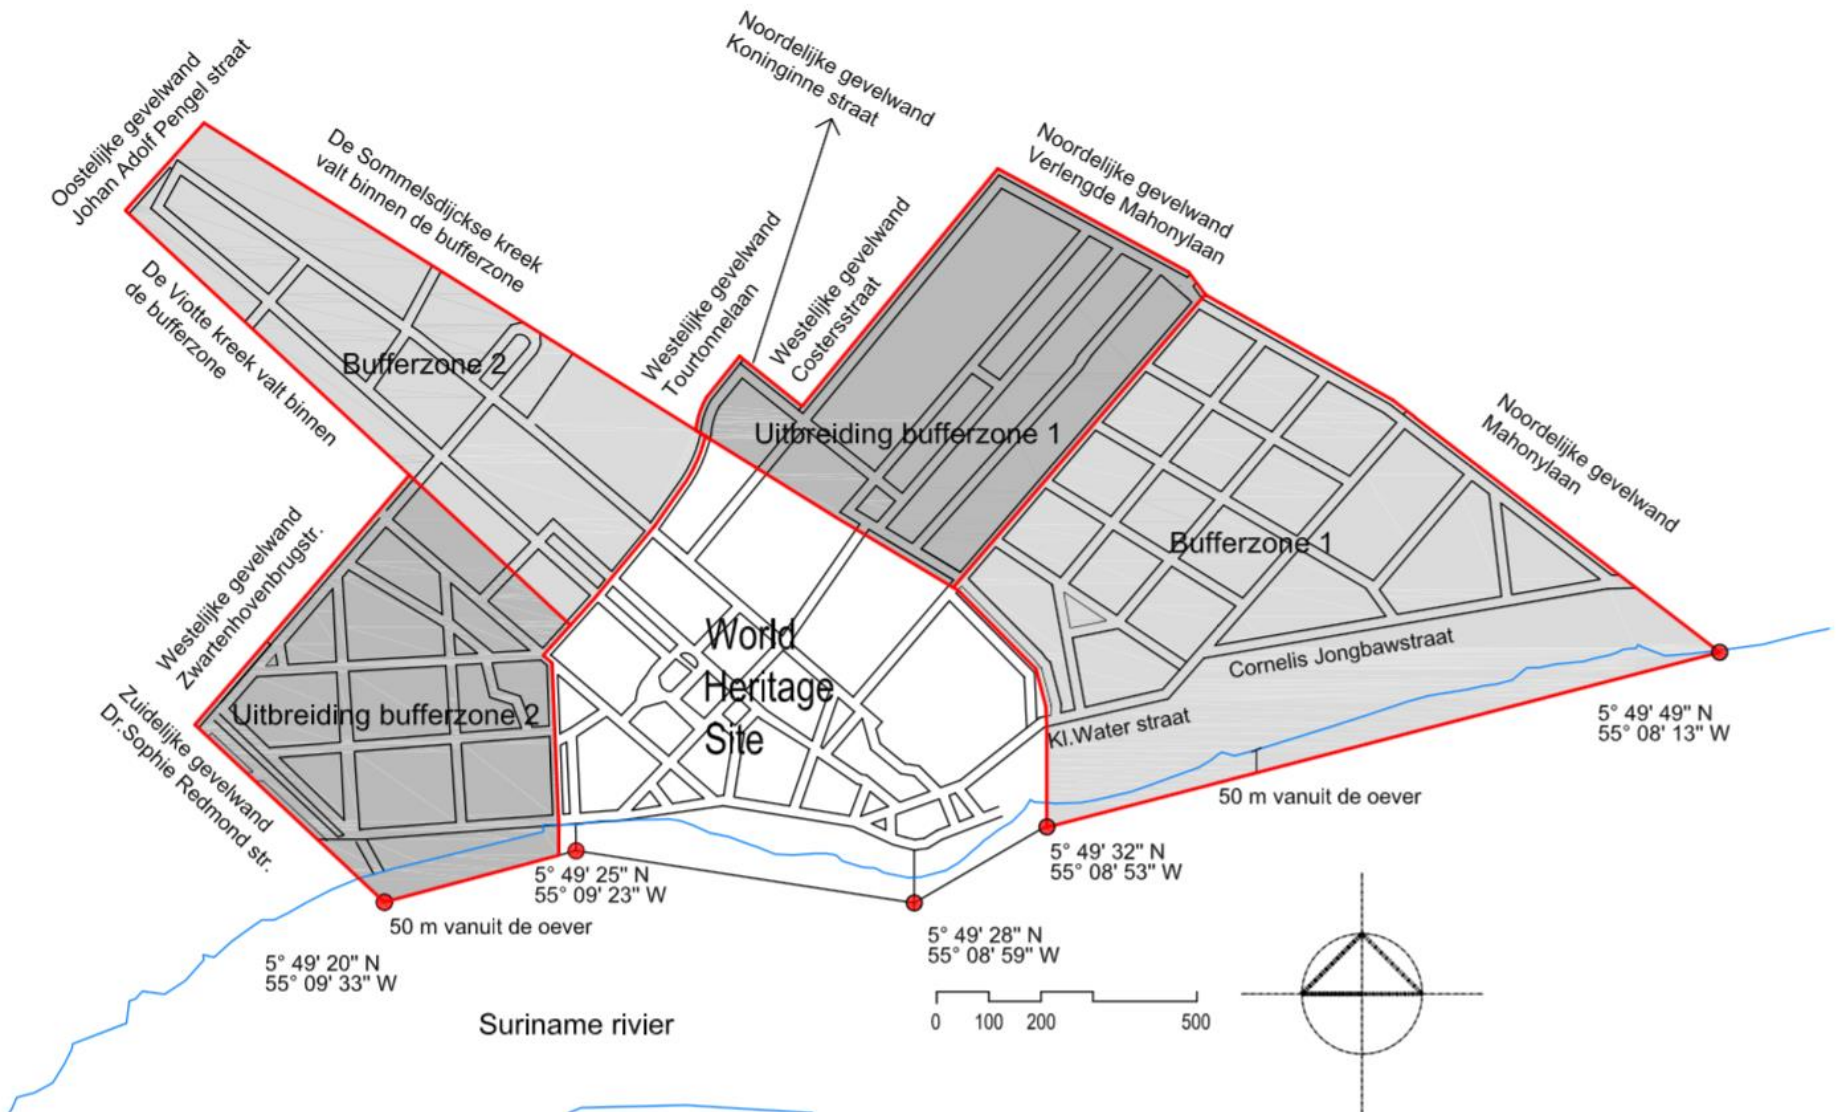 Noordelijke gevelwand
Koninginne straat
Oostelijke gevelwand
Johan Adolf Pengel straat
De Sommelsdijckse kreek
valt binnen de bufferzone
Noordelijke gevelwand
Verlengde Mahonylaan
Westelijke gevelwand
Tourtonnelaan
Westelijke gevelwand
Costersstraat
De Viotte kreek valt binnen
de bufferzone
Bufferzone 2
Uitbreiding bufferzone 1
Noordelijke gevelwand
Mahonylaan
Bufferzone 1
Westelijke gevelwand
Zwartenhovenbrugstr.
World
Heritage
Site
Cornelis Jongbawstraat
Kl.Water straat
Uitbreiding bufferzone 2
Zuidelijke gevelwand
Dr.Sophie Redmond str.
5° 49' 49" N
55° 08' 13" W
50 m vanuit de oever
5° 49' 32" N
55° 08' 53" W
5° 49' 25" N
55° 09' 23" W
50 m vanuit de oever
5° 49' 28" N
55° 08' 59" W
5° 49' 20" N
55° 09' 33" W
Suriname rivier
0 100 200 500